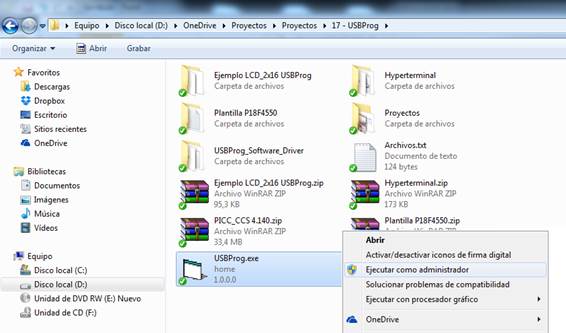 Equipo ▸ Disco local (D:) ▸ OneDrive ▸ Proyectos ▸ Proyectos ▸ 17 - USBProg ▸
Organizar Abrir Grabar
Favoritos
Descargas
Dropbox
Escritorio
Sitios recientes
OneDrive
Bibliotecas
Documentos
Imágenes
Música
Vídeos
Equipo
Disco local (C:)
Disco local (D:)
Unidad de DVD RW (E:) Nuevo
Unidad de CD (F:)
Ejemplo LCD_2x16 USBProg
Carpeta de archivos
Hyperterminal
Carpeta de archivos
Plantilla P18F4550
Carpeta de archivos
Proyectos
Carpeta de archivos
USBProg_Software_Driver
Carpeta de archivos
Archivos.txt
Documento de texto
124 bytes
Ejemplo LCD_2x16 USBProg.zip
Archivo WinRAR ZIP
95,3 KB
Hyperterminal.zip
Archivo WinRAR ZIP
173 KB
PICC_CCS 4.140.zip
Archivo WinRAR ZIP
33,4 MB
Plantilla P18F4550.zip
Archivo WinRAR ZIP
USBProg.exe
home
1.0.0.0
Abrir
Activar/desactivar iconos de firma digital
Ejecutar como administrador
Solucionar problemas de compatibilidad
Ejecutar con procesador gráfico
OneDrive